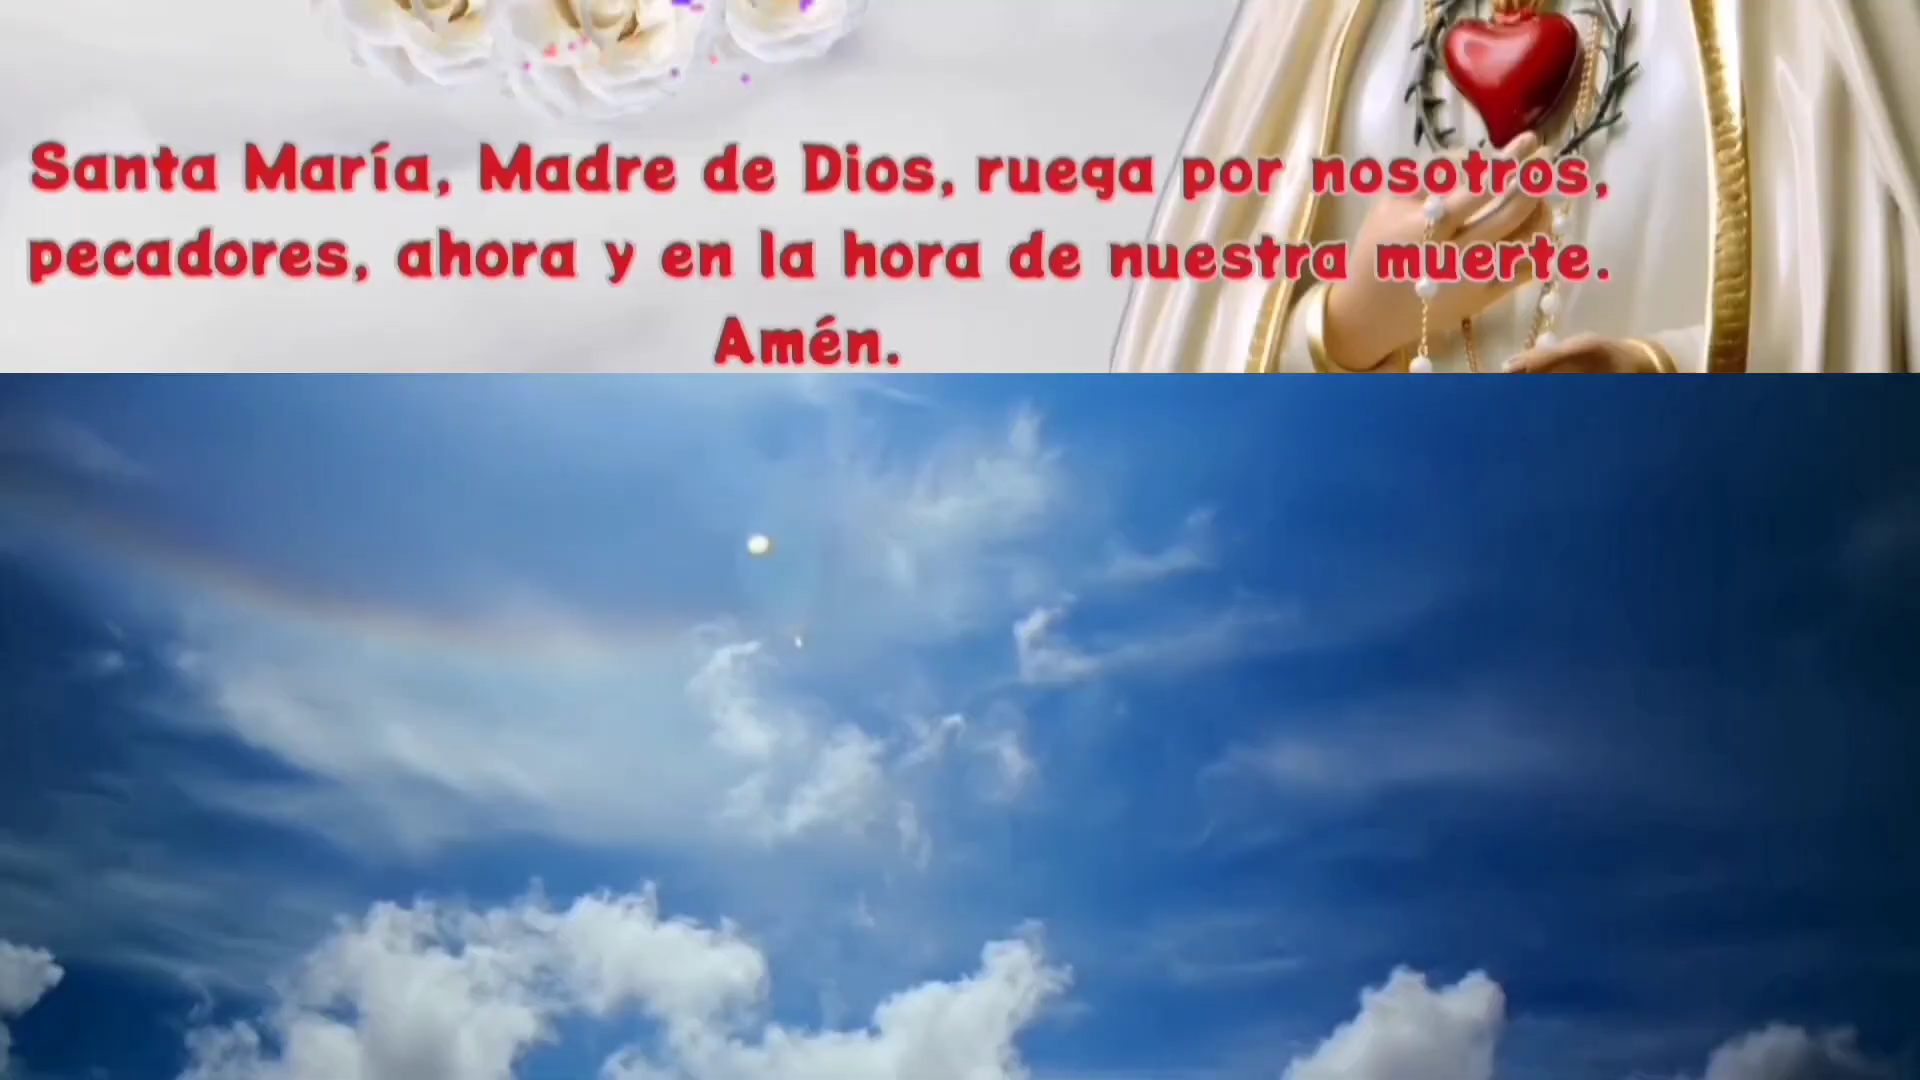 Santa María, Madre de Dios, ruega por nosotros,
pecadores, ahora y en la hora de nuestra muerte.
Amén.